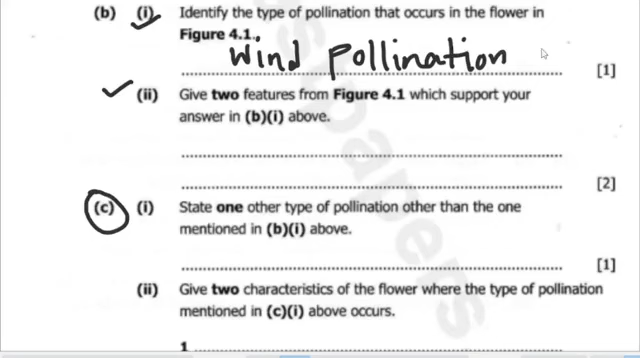 (b) (i) Identify the type of pollination that occurs in the flower in
Figure 4.1.
wind pollination
[1]
(ii) Give two features from Figure 4.1 which support your
answer in (b)(i) above.
[2]
(c) (i) State one other type of pollination other than the one
mentioned in (b)(i) above.
[1]
(ii) Give two characteristics of the flower where the type of pollination
mentioned in (c)(i) above occurs.
1